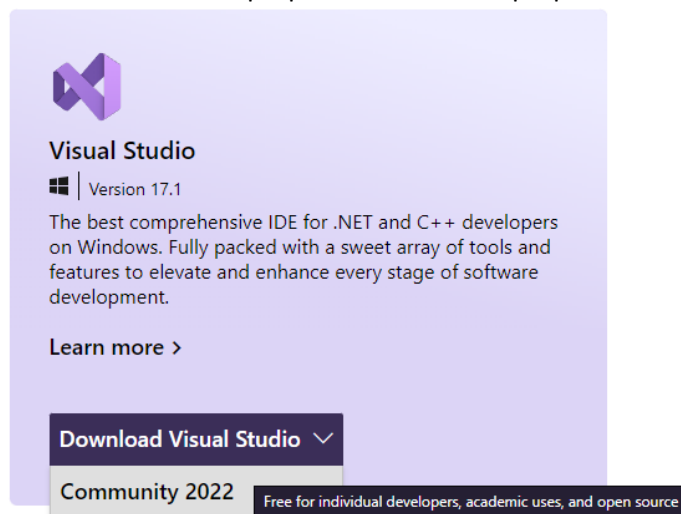 Visual Studio
Version 17.1
The best comprehensive IDE for .NET and C++ developers
on Windows. Fully packed with a sweet array of tools and
features to elevate and enhance every stage of software
development.
Learn more >
Download Visual Studio
Community 2022
Free for individual developers, academic uses, and open source